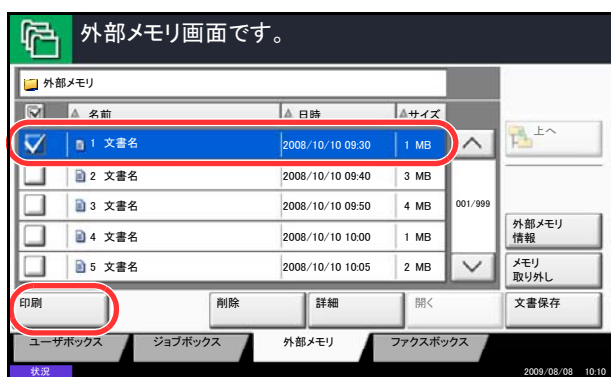 外部メモリ画面です。
外部メモリ
名前 日時 サイズ
1 文書名 2008/10/10 09:30 1 MB
2 文書名 2008/10/10 09:40 3 MB
3 文書名 2008/10/10 09:50 4 MB
4 文書名 2008/10/10 10:00 1 MB
5 文書名 2008/10/10 10:05 2 MB
001/999
上へ
外部メモリ
情報
メモリ
取り外し
印刷 削除 詳細 開く 文書保存
ユーザボックス ジョブボックス 外部メモリ ファクスボックス
状況 2009/08/08 10:10